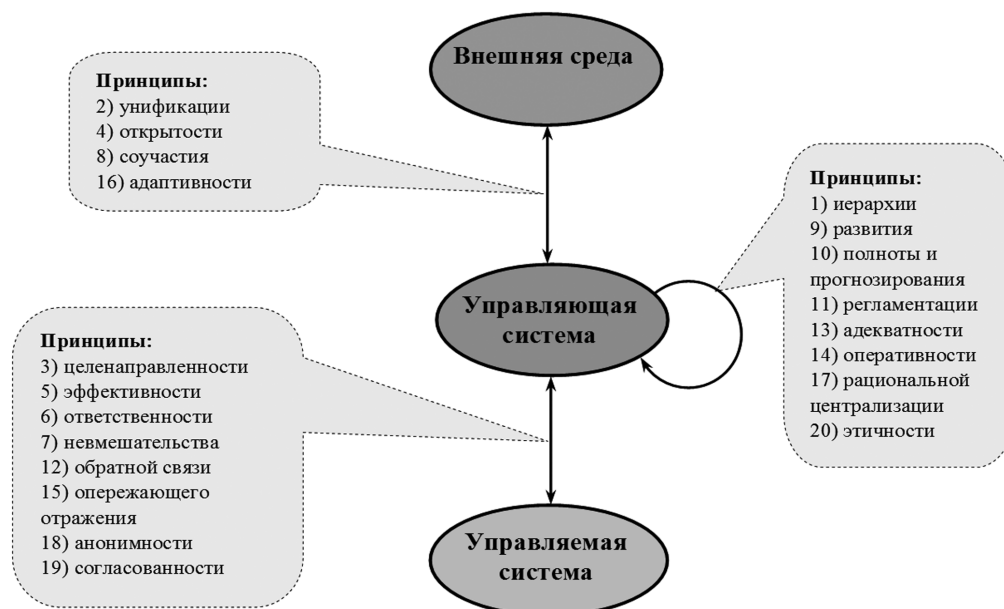 Внешняя среда
Принципы:
2) унификации
4) открытости
8) соучастия
16) адаптивности
Принципы:
1) иерархии
9) развития
10) полноты и
прогнозирования
11) регламентации
13) адекватности
14) оперативности
17) рациональной
централизации
20) этичности
Управляющая
система
Принципы:
3) целенаправленности
5) эффективности
6) ответственности
7) невмешательства
12) обратной связи
15) опережающего
отражения
18) анонимности
19) согласованности
Управляемая
система